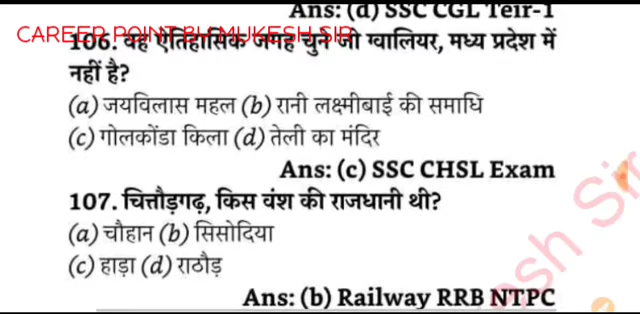 Ans: (a) SSC CGL Teir-1
CAREER POINT BY MUKESH SIR
106. वह ऐतिहासिक जगह चुनें जो ग्वालियर, मध्य प्रदेश में
नहीं है?
(a) जयविलास महल (b) रानी लक्ष्मीबाई की समाधि
(c) गोलकोंडा किला (d) तेली का मंदिर
Ans: (c) SSC CHSL Exam
107. चित्तौड़गढ़, किस वंश की राजधानी थी?
(a) चौहान (b) सिसोदिया
(c) हाड़ा (d) राठौड़
Ans: (b) Railway RRB NTPC